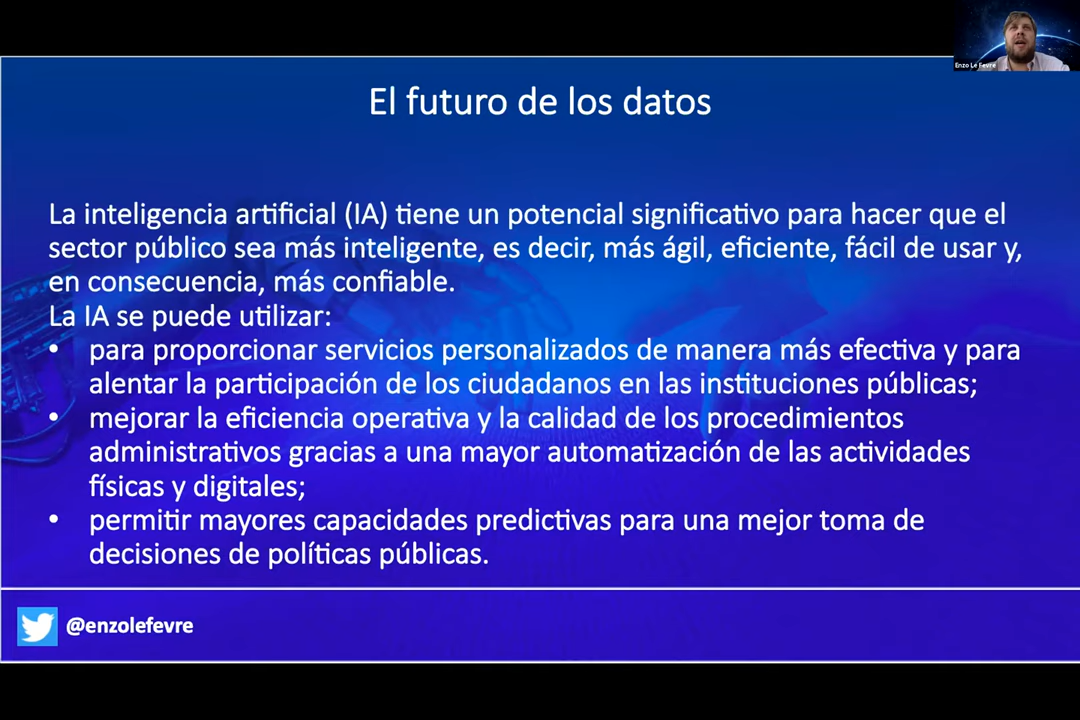 Enzo Le Fevre
El futuro de los datos
La inteligencia artificial (IA) tiene un potencial significativo para hacer que el
sector público sea más inteligente, es decir, más ágil, eficiente, fácil de usar y,
en consecuencia, más confiable.
La IA se puede utilizar:
• para proporcionar servicios personalizados de manera más efectiva y para
alentar la participación de los ciudadanos en las instituciones públicas;
• mejorar la eficiencia operativa y la calidad de los procedimientos
administrativos gracias a una mayor automatización de las actividades
físicas y digitales;
• permitir mayores capacidades predictivas para una mejor toma de
decisiones de políticas públicas.
@enzolefevre